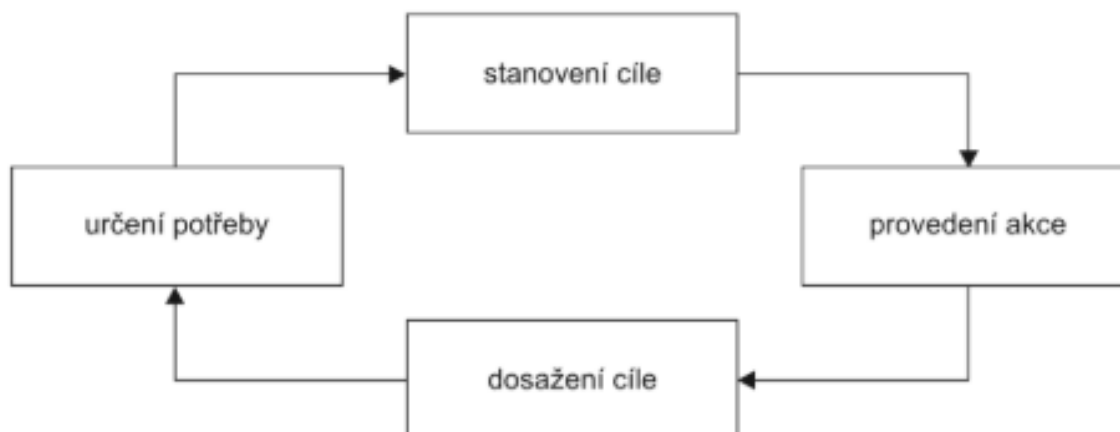 stanovení cíle
určení potřeby
provedení akce
dosažení cíle